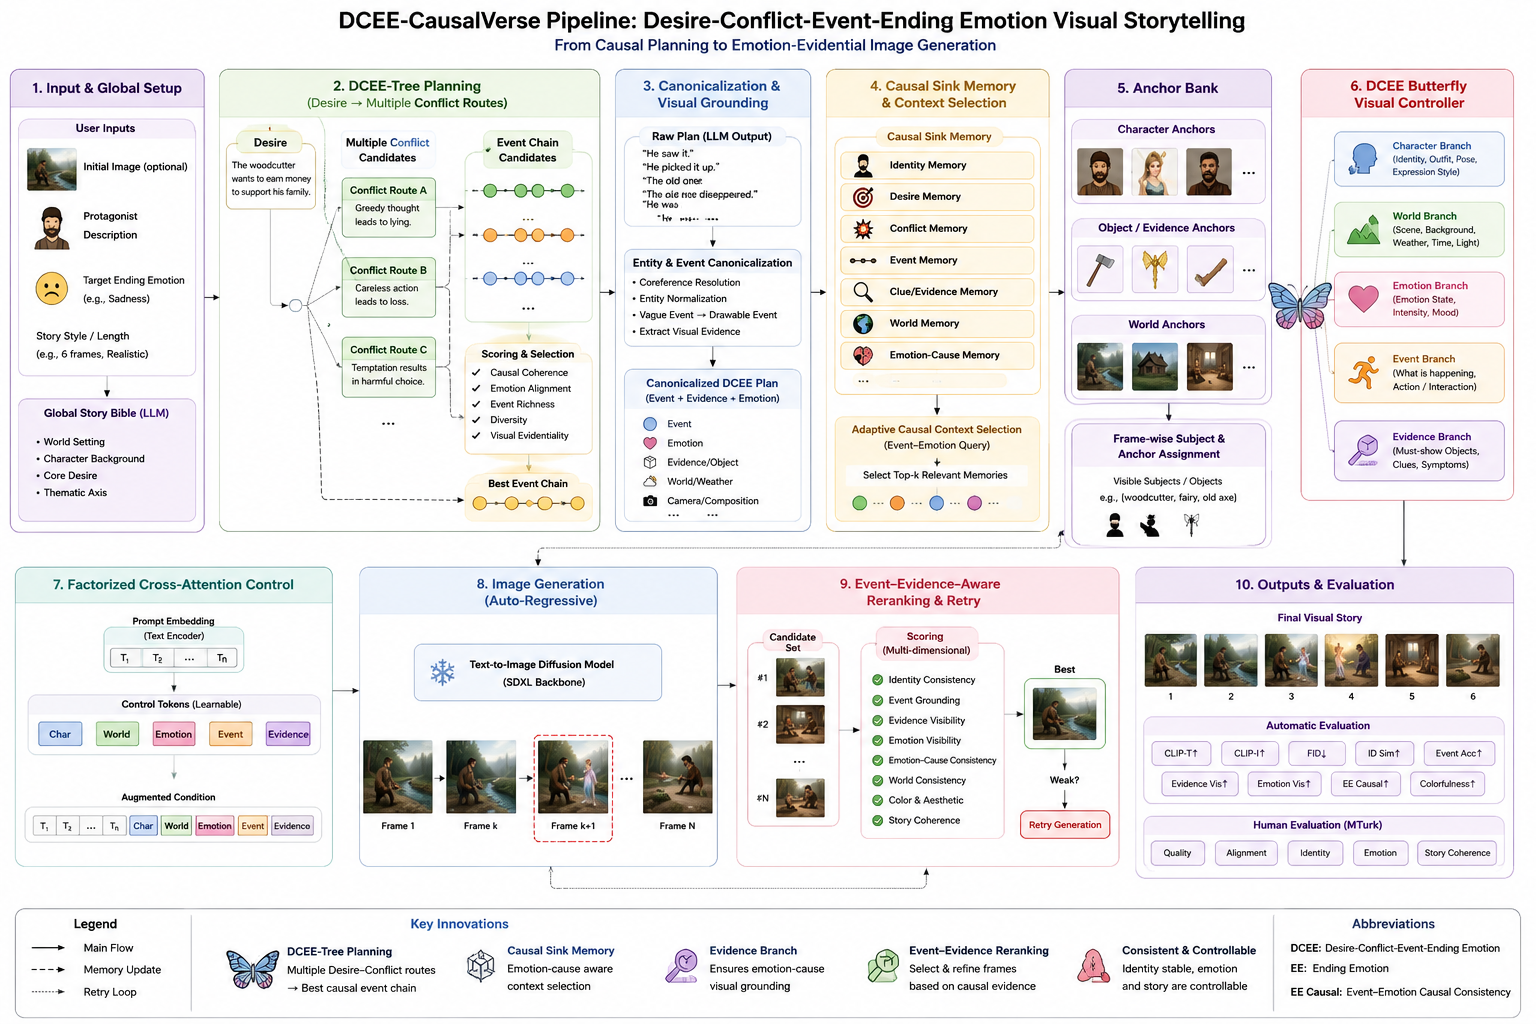 DCEE-CausalVerse Pipeline: Desire-Conflict-Event-Ending Emotion Visual Storytelling
From Causal Planning to Emotion-Evidential Image Generation
1. Input & Global Setup
User Inputs
Initial Image (optional)
Protagonist
Description
Target Ending Emotion
(e.g., Sadness)
Story Style / Length
(e.g., 6 frames, Realistic)
Global Story Bible (LLM)
• World Setting
• Character Background
• Core Desire
• Thematic Axis
2. DCEE-Tree Planning
(Desire → Multiple Conflict Routes)
Desire
The woodcutter
wants to earn money
to support his family.
Multiple Conflict
Candidates
Conflict Route A
Greedy thought
leads to lying.
Conflict Route B
Careless action
leads to loss.
Conflict Route C
Temptation results
in harmful choice.
...
Event Chain
Candidates
...
...
...
Scoring & Selection
✓ Causal Coherence
✓ Emotion Alignment
✓ Event Richness
✓ Diversity
✓ Visual Evidentiality
Best Event Chain
3. Canonicalization &
Visual Grounding
Raw Plan (LLM Output)
"He saw it."
"He picked it up."
"The old
"The disappeared."
"He was
Entity & Event Canonicalization
• Coreference Resolution
• Entity Normalization
• Vague Event → Drawable Event
• Extract Visual Evidence
Canonicalized DCEE Plan
(Event + Evidence + Emotion)
Event
Emotion
Evidence/Object
World/Weather
Camera/Composition
... ...
4. Causal Sink Memory
& Context Selection
Causal Sink Memory
Identity Memory
Desire Memory
Conflict Memory
Event Memory
Clue/Evidence Memory
World Memory
Emotion-Cause Memory
...
Adaptive Causal Context Selection
(Event–Emotion Query)
Select Top-k Relevant Memories
... ... ... ...
5. Anchor Bank
Character Anchors
...
Object / Evidence Anchors
...
World Anchors
...
Frame-wise Subject &
Anchor Assignment
Visible Subjects / Objects
e.g., {woodcutter, fairy, old axe}
6. DCEE Butterfly
Visual Controller
Character Branch
(Identity, Outfit, Pose,
Expression Style)
World Branch
(Scene, Background,
Weather, Time, Light)
Emotion Branch
(Emotion State,
Intensity, Mood)
Event Branch
(What is happening,
Action / Interaction)
Evidence Branch
(Must-show Objects,
Clues, Symptoms)
7. Factorized Cross-Attention Control
Prompt Embedding
(Text Encoder)
T1 T2 ... Tn
Control Tokens (Learnable)
Char World Emotion Event Evidence
Augmented Condition
T1 T2 ... Tn Char World Emotion Event Evidence
8. Image Generation
(Auto-Regressive)
Text-to-Image Diffusion Model
(SDXL Backbone)
...
Frame 1 Frame k Frame k+1 Frame N
9. Event–Evidence-Aware
Reranking & Retry
Candidate
Set
#1
#2
...
#N
Scoring
(Multi-dimensional)
Identity Consistency
Event Grounding
Evidence Visibility
Emotion Visibility
Emotion-Cause Consistency
World Consistency
Color & Aesthetic
Story Coherence
Best
Weak?
Retry Generation
10. Outputs & Evaluation
Final Visual Story
1 2 3 4 5 6
Automatic Evaluation
CLIP-T↑ CLIP-I↑ FID↓ ID Sim↑ Event Acc↑
Evidence Vis↑ Emotion Vis↑ EE Causal↑ Colorfulness↑
Human Evaluation (MTurk)
Quality Alignment Identity Emotion Story Coherence
Legend
Main Flow
Memory Update
Retry Loop
Key Innovations
DCEE-Tree Planning
Multiple Desire–Conflict routes
→ Best causal event chain
Causal Sink Memory
Emotion-cause aware
context selection
Evidence Branch
Ensures emotion-cause
visual grounding
Event–Evidence Reranking
Select & refine frames
based on causal evidence
Consistent & Controllable
Identity stable, emotion
and story are controllable
Abbreviations
DCEE: Desire-Conflict-Event-Ending Emotion
EE: Ending Emotion
EE Causal: Event–Emotion Causal Consistency